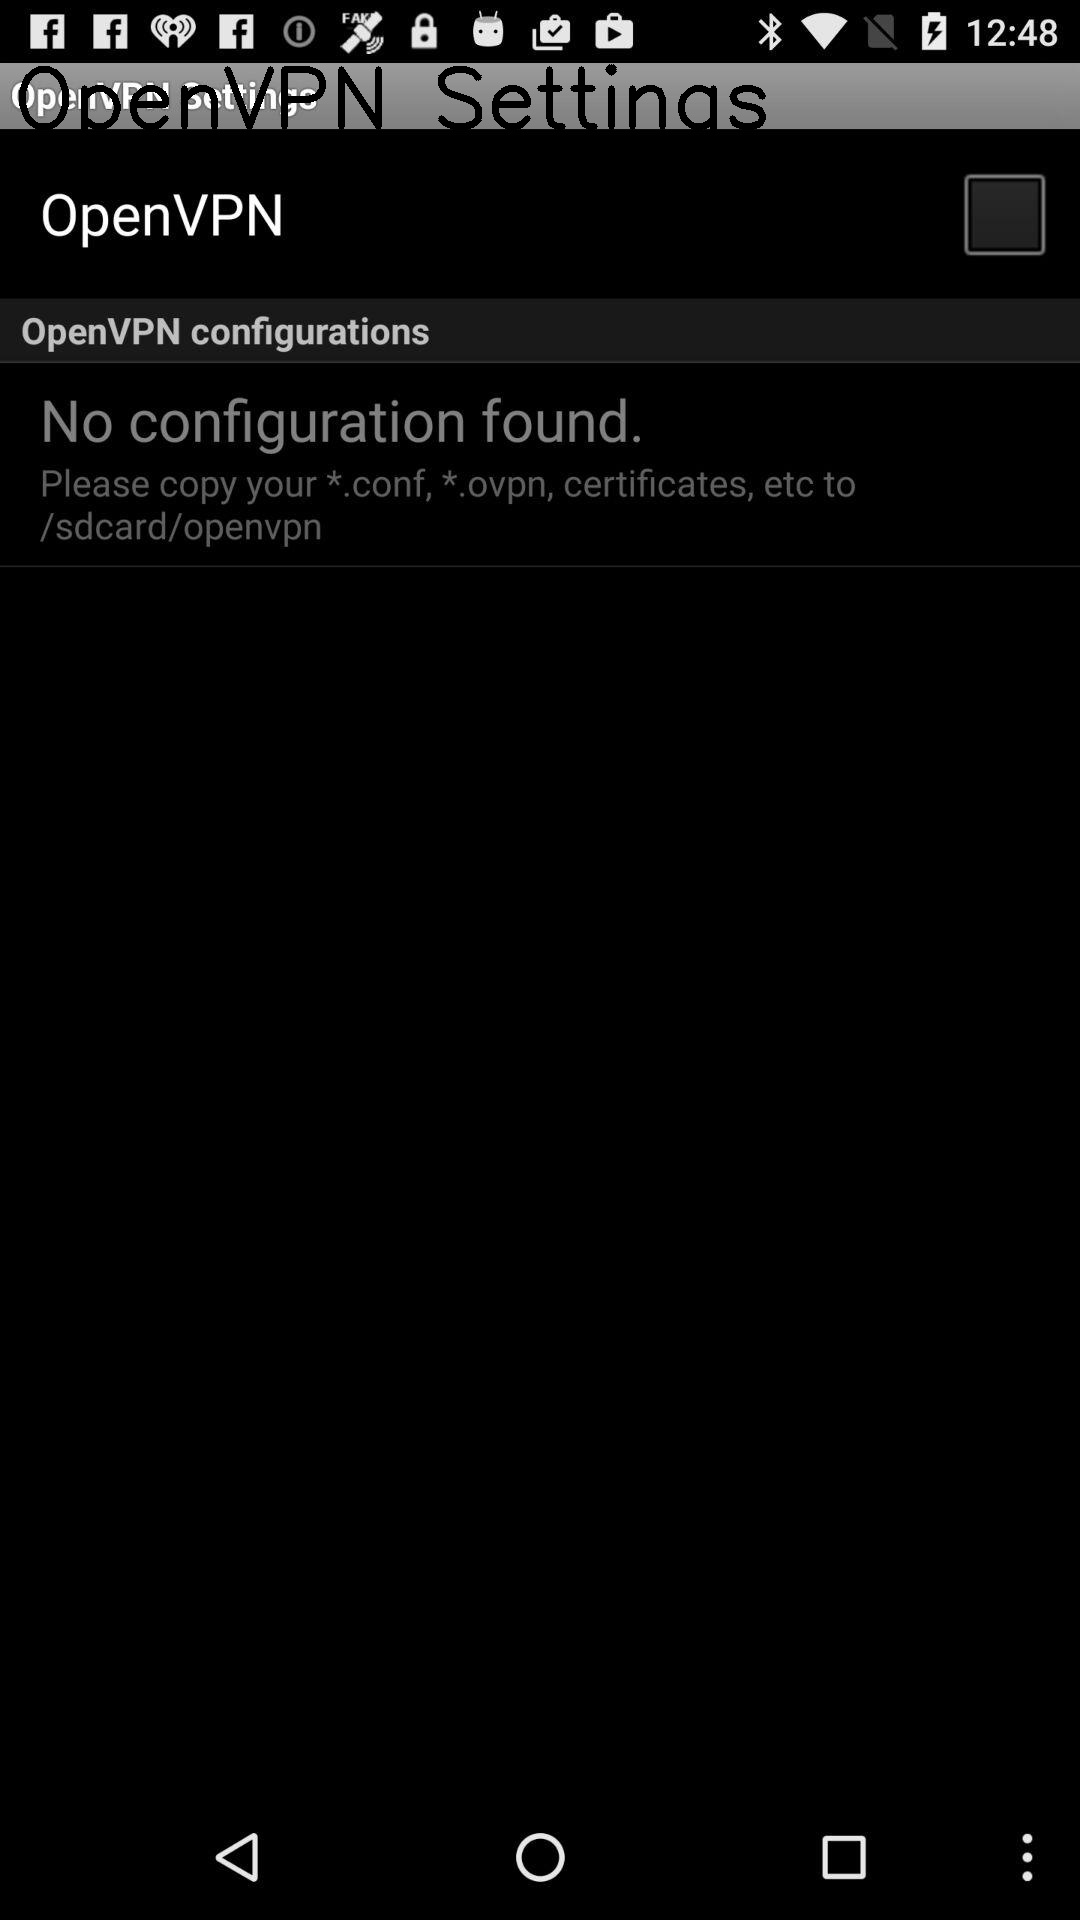 FAKE
12:48
OpenVPN Settings
OpenVPN Settings
OpenVPN
OpenVPN configurations
No configuration found.
Please copy your *.conf, *.ovpn, certificates, etc to
/sdcard/openvpn